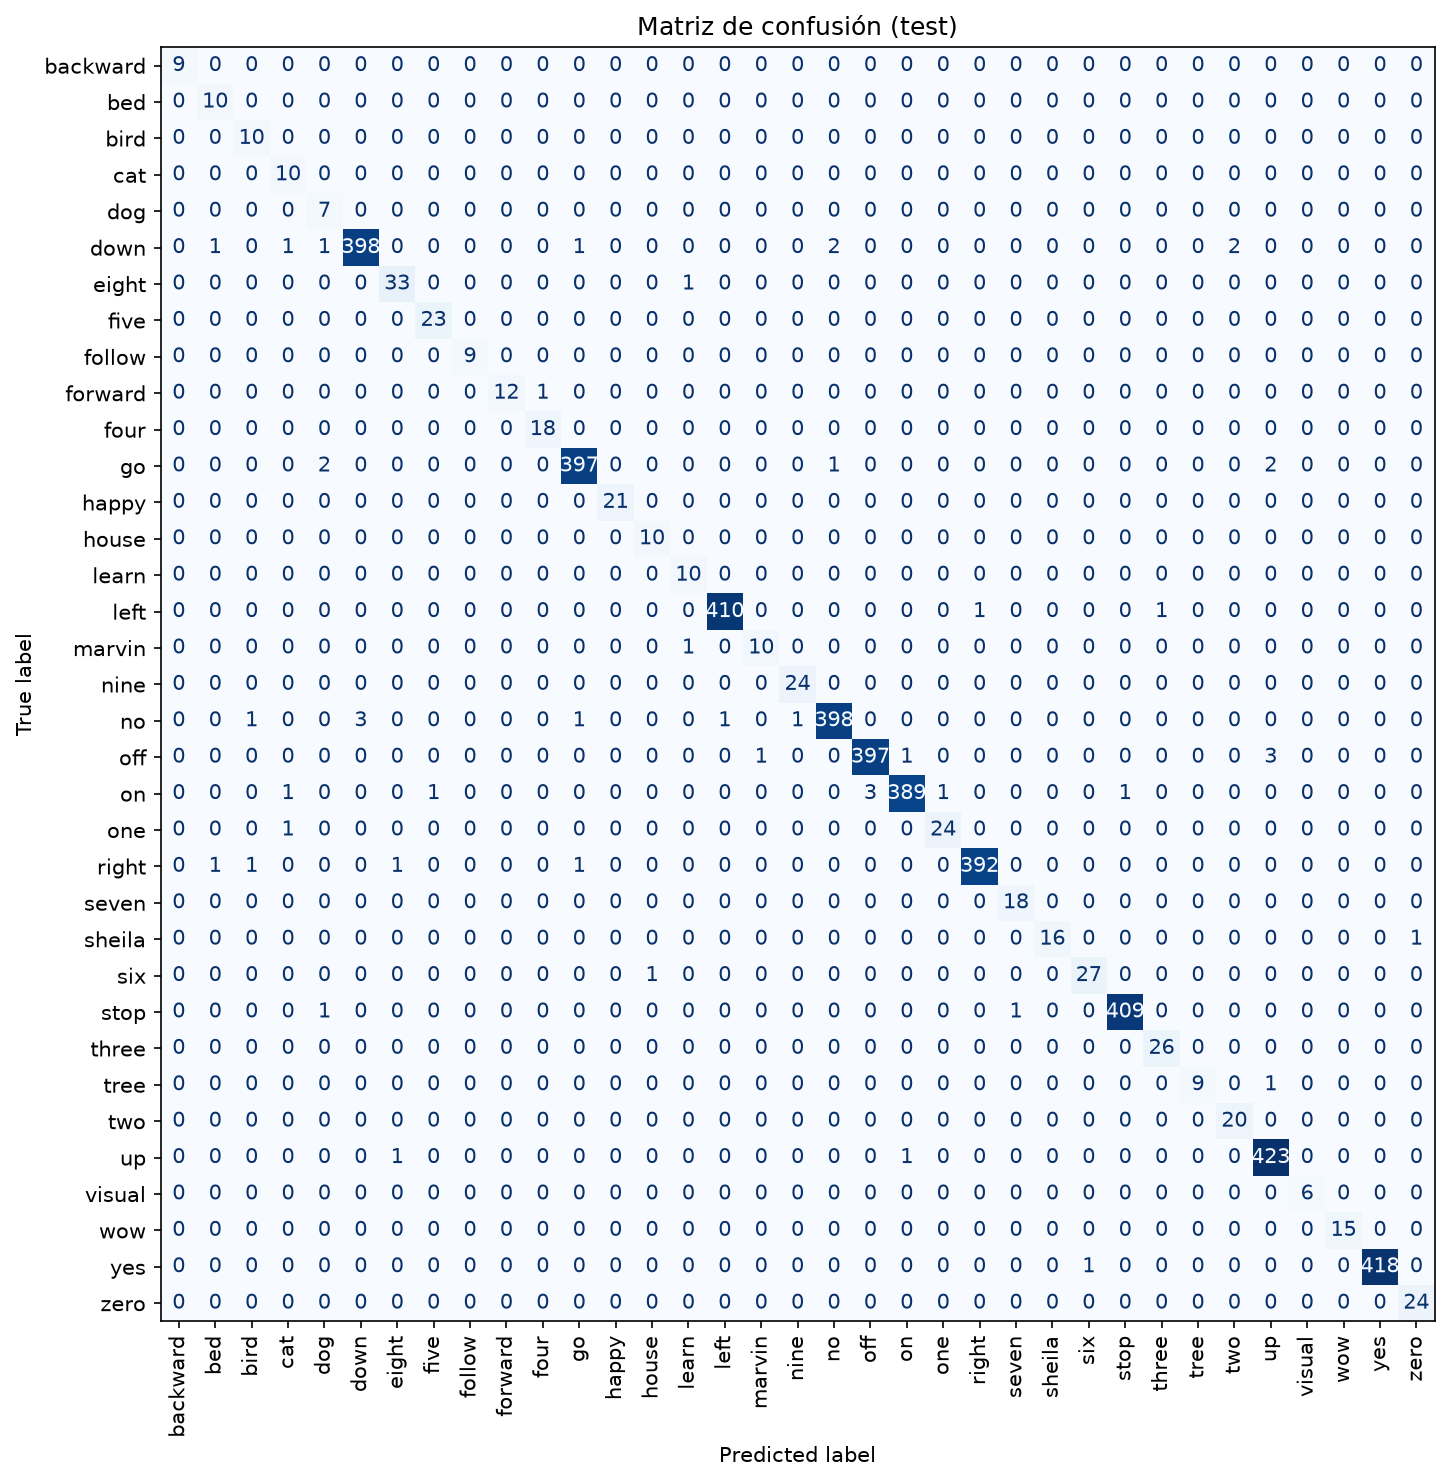 Matriz de confusión (test)
True label
backward 9 0 0 0 0 0 0 0 0 0 0 0 0 0 0 0 0 0 0 0 0 0 0 0 0 0 0 0 0 0 0 0 0 0 0
bed 0 10 0 0 0 0 0 0 0 0 0 0 0 0 0 0 0 0 0 0 0 0 0 0 0 0 0 0 0 0 0 0 0 0 0
bird 0 0 10 0 0 0 0 0 0 0 0 0 0 0 0 0 0 0 0 0 0 0 0 0 0 0 0 0 0 0 0 0 0 0 0
cat 0 0 0 10 0 0 0 0 0 0 0 0 0 0 0 0 0 0 0 0 0 0 0 0 0 0 0 0 0 0 0 0 0 0 0
dog 0 0 0 0 7 0 0 0 0 0 0 0 0 0 0 0 0 0 0 0 0 0 0 0 0 0 0 0 0 0 0 0 0 0 0
down 0 1 0 1 1 398 0 0 0 0 0 1 0 0 0 0 0 0 2 0 0 0 0 0 0 0 0 0 0 2 0 0 0 0 0
eight 0 0 0 0 0 0 33 0 0 0 0 0 0 0 1 0 0 0 0 0 0 0 0 0 0 0 0 0 0 0 0 0 0 0 0
five 0 0 0 0 0 0 0 23 0 0 0 0 0 0 0 0 0 0 0 0 0 0 0 0 0 0 0 0 0 0 0 0 0 0 0
follow 0 0 0 0 0 0 0 0 9 0 0 0 0 0 0 0 0 0 0 0 0 0 0 0 0 0 0 0 0 0 0 0 0 0 0
forward 0 0 0 0 0 0 0 0 0 12 1 0 0 0 0 0 0 0 0 0 0 0 0 0 0 0 0 0 0 0 0 0 0 0 0
four 0 0 0 0 0 0 0 0 0 0 18 0 0 0 0 0 0 0 0 0 0 0 0 0 0 0 0 0 0 0 0 0 0 0 0
go 0 0 0 0 2 0 0 0 0 0 0 397 0 0 0 0 0 0 1 0 0 0 0 0 0 0 0 0 0 0 2 0 0 0 0
happy 0 0 0 0 0 0 0 0 0 0 0 0 21 0 0 0 0 0 0 0 0 0 0 0 0 0 0 0 0 0 0 0 0 0 0
house 0 0 0 0 0 0 0 0 0 0 0 0 0 10 0 0 0 0 0 0 0 0 0 0 0 0 0 0 0 0 0 0 0 0 0
learn 0 0 0 0 0 0 0 0 0 0 0 0 0 0 10 0 0 0 0 0 0 0 0 0 0 0 0 0 0 0 0 0 0 0 0
left 0 0 0 0 0 0 0 0 0 0 0 0 0 0 0 410 0 0 0 0 0 0 1 0 0 0 0 1 0 0 0 0 0 0 0
marvin 0 0 0 0 0 0 0 0 0 0 0 0 0 0 1 0 10 0 0 0 0 0 0 0 0 0 0 0 0 0 0 0 0 0 0
nine 0 0 0 0 0 0 0 0 0 0 0 0 0 0 0 0 0 24 0 0 0 0 0 0 0 0 0 0 0 0 0 0 0 0 0
no 0 0 1 0 0 3 0 0 0 0 0 1 0 0 0 1 0 1 398 0 0 0 0 0 0 0 0 0 0 0 0 0 0 0 0
off 0 0 0 0 0 0 0 0 0 0 0 0 0 0 0 0 1 0 0 397 1 0 0 0 0 0 0 0 0 0 3 0 0 0 0
on 0 0 0 1 0 0 0 1 0 0 0 0 0 0 0 0 0 0 0 3 389 1 0 0 0 0 1 0 0 0 0 0 0 0 0
one 0 0 0 1 0 0 0 0 0 0 0 0 0 0 0 0 0 0 0 0 0 24 0 0 0 0 0 0 0 0 0 0 0 0 0
right 0 1 1 0 0 0 1 0 0 0 0 1 0 0 0 0 0 0 0 0 0 0 392 0 0 0 0 0 0 0 0 0 0 0 0
seven 0 0 0 0 0 0 0 0 0 0 0 0 0 0 0 0 0 0 0 0 0 0 0 18 0 0 0 0 0 0 0 0 0 0 0
sheila 0 0 0 0 0 0 0 0 0 0 0 0 0 0 0 0 0 0 0 0 0 0 0 0 16 0 0 0 0 0 0 0 0 0 1
six 0 0 0 0 0 0 0 0 0 0 0 0 0 1 0 0 0 0 0 0 0 0 0 0 0 27 0 0 0 0 0 0 0 0 0
stop 0 0 0 0 1 0 0 0 0 0 0 0 0 0 0 0 0 0 0 0 0 0 0 1 0 0 409 0 0 0 0 0 0 0 0
three 0 0 0 0 0 0 0 0 0 0 0 0 0 0 0 0 0 0 0 0 0 0 0 0 0 0 0 26 0 0 0 0 0 0 0
tree 0 0 0 0 0 0 0 0 0 0 0 0 0 0 0 0 0 0 0 0 0 0 0 0 0 0 0 0 9 0 1 0 0 0 0
two 0 0 0 0 0 0 0 0 0 0 0 0 0 0 0 0 0 0 0 0 0 0 0 0 0 0 0 0 0 20 0 0 0 0 0
up 0 0 0 0 0 0 1 0 0 0 0 0 0 0 0 0 0 0 0 0 1 0 0 0 0 0 0 0 0 0 423 0 0 0 0
visual 0 0 0 0 0 0 0 0 0 0 0 0 0 0 0 0 0 0 0 0 0 0 0 0 0 0 0 0 0 0 0 6 0 0 0
wow 0 0 0 0 0 0 0 0 0 0 0 0 0 0 0 0 0 0 0 0 0 0 0 0 0 0 0 0 0 0 0 0 15 0 0
yes 0 0 0 0 0 0 0 0 0 0 0 0 0 0 0 0 0 0 0 0 0 0 0 0 0 1 0 0 0 0 0 0 0 418 0
zero 0 0 0 0 0 0 0 0 0 0 0 0 0 0 0 0 0 0 0 0 0 0 0 0 0 0 0 0 0 0 0 0 0 0 24
backward bed bird cat dog down eight five follow forward four go happy house learn left marvin nine no off on one right seven sheila six stop three tree two up visual wow yes zero
Predicted label